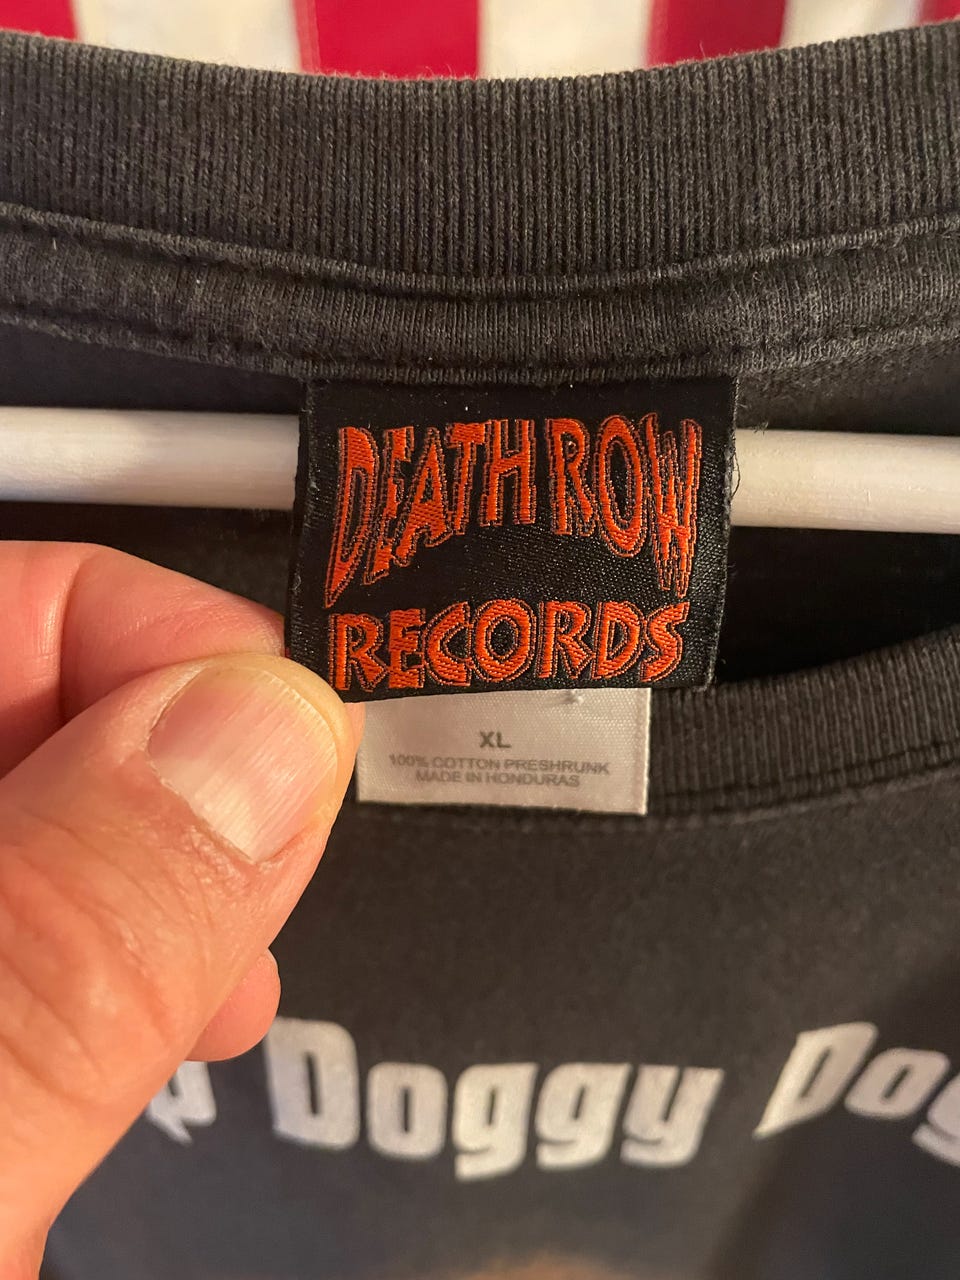 DEATH ROW
RECORDS
XL
100% COTTON PRESHRUNK
MADE IN HONDURAS
Doggy